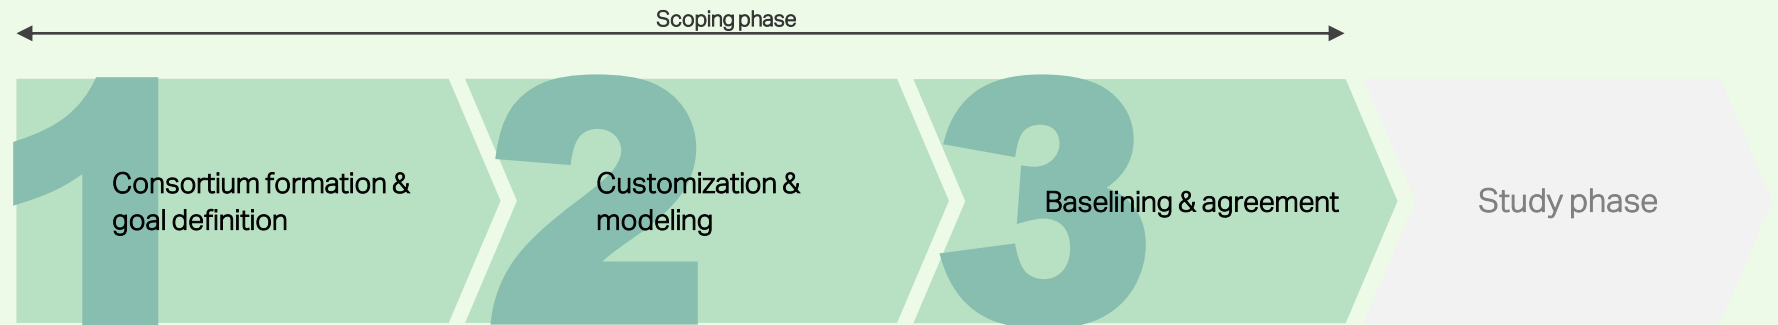 Scoping phase
1
Consortium formation &
goal definition
2
Customization &
modeling
3
Baselining & agreement
Study phase